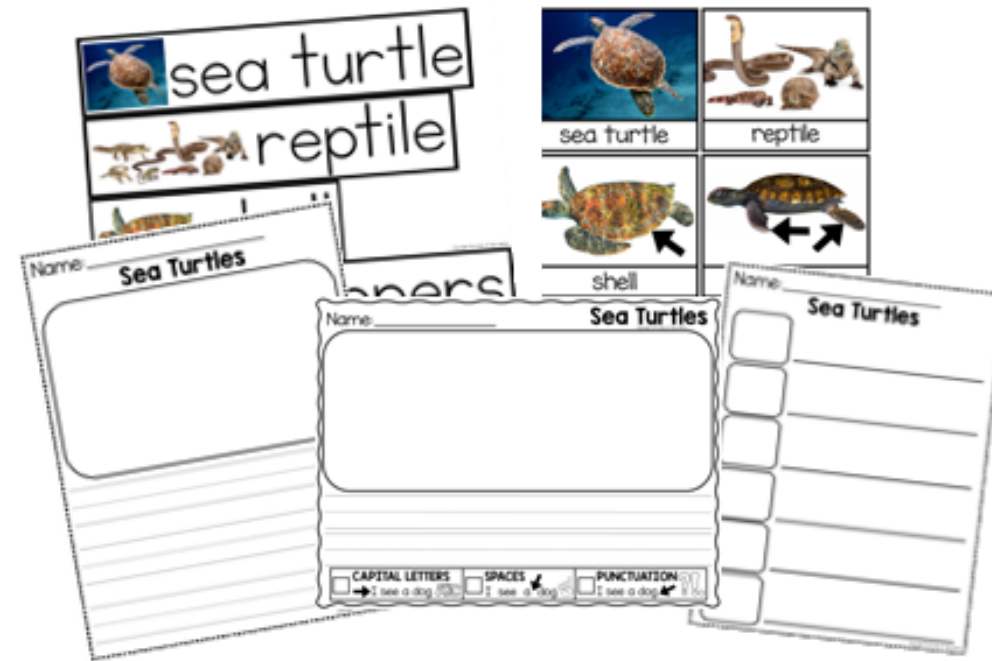 sea turtle
reptile
sea turtle
reptile
shell
Name:
Sea Turtles
Name:
Sea Turtles
CAPITAL LETTERS
I see a dog
SPACES
I see a dog
PUNCTUATION
I see a dog
?!
Name:
Sea Turtles